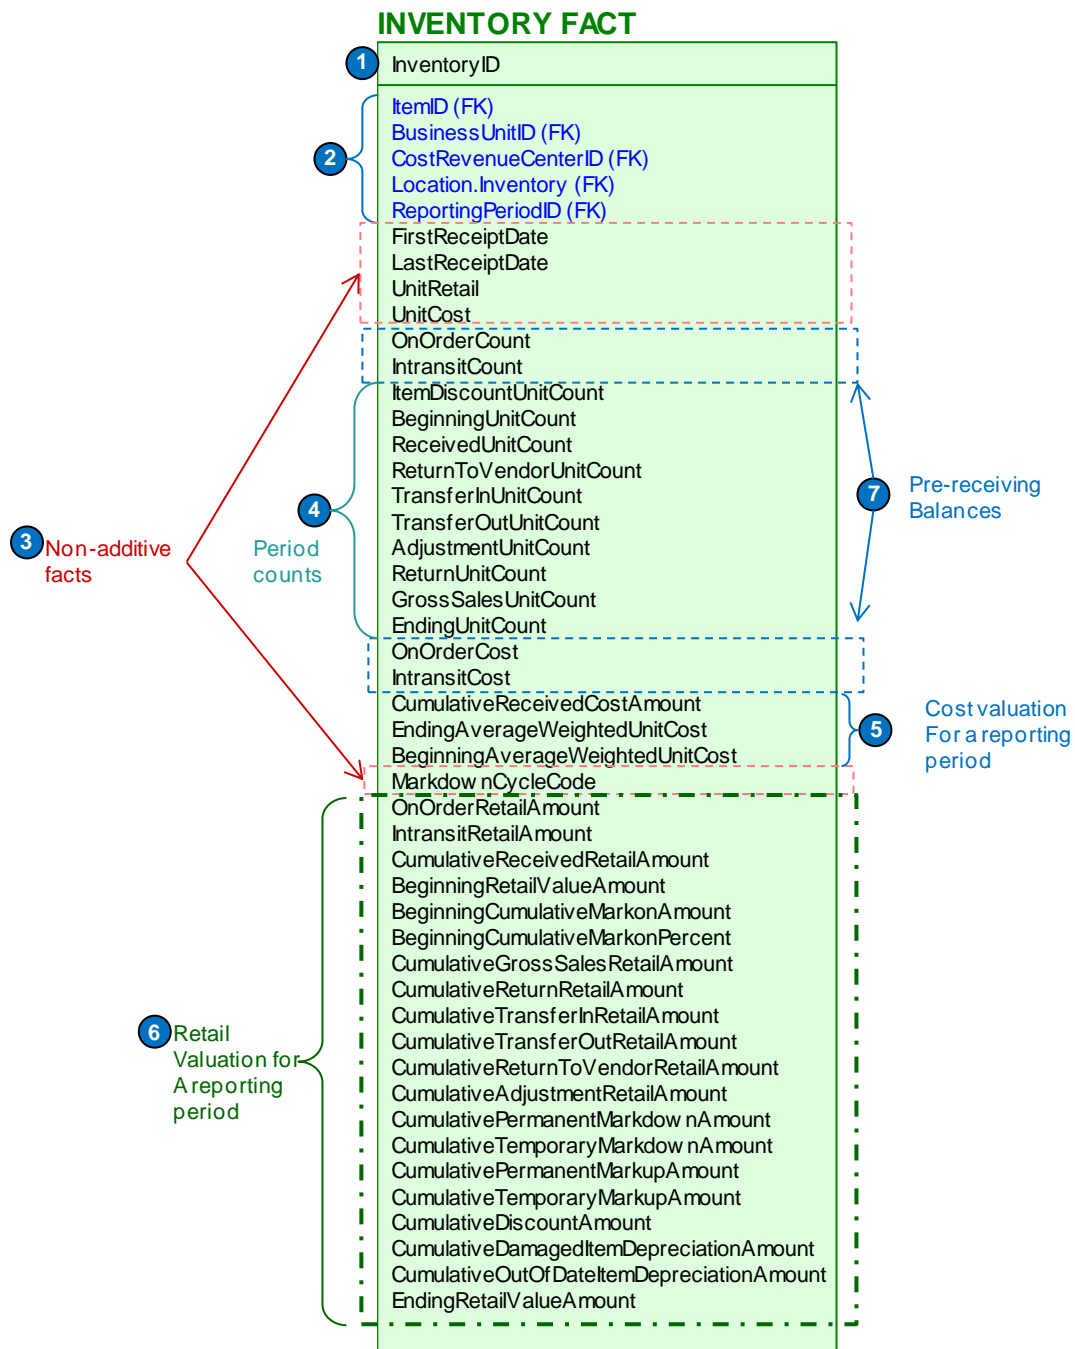 INVENTORY FACT
1
InventoryID
2
ItemID (FK)
BusinessUnitID (FK)
CostRevenueCenterID (FK)
Location.Inventory (FK)
ReportingPeriodID (FK)
FirstReceiptDate
LastReceiptDate
UnitRetail
UnitCost
OnOrderCount
IntransitCount
ItemDiscountUnitCount
BeginningUnitCount
ReceivedUnitCount
ReturnToVendorUnitCount
TransferInUnitCount
TransferOutUnitCount
AdjustmentUnitCount
ReturnUnitCount
GrossSalesUnitCount
EndingUnitCount
OnOrderCost
IntransitCost
CumulativeReceivedCostAmount
EndingAverageWeightedUnitCost
BeginningAverageWeightedUnitCost
MarkdownCycleCode
OnOrderRetailAmount
IntransitRetailAmount
CumulativeReceivedRetailAmount
BeginningRetailValueAmount
BeginningCumulativeMarkonAmount
BeginningCumulativeMarkonPercent
CumulativeGrossSalesRetailAmount
CumulativeReturnRetailAmount
CumulativeTransferInRetailAmount
CumulativeTransferOutRetailAmount
CumulativeReturnToVendorRetailAmount
CumulativeAdjustmentRetailAmount
CumulativePermanentMarkdownAmount
CumulativeTemporaryMarkdownAmount
CumulativePermanentMarkupAmount
CumulativeTemporaryMarkupAmount
CumulativeDiscountAmount
CumulativeDamagedItemDepreciationAmount
CumulativeOutOfDateItemDepreciationAmount
EndingRetailValueAmount
3
Non-additive
facts
4
Period
counts
7
Pre-receiving
Balances
5
Cost valuation
For a reporting
period
6
Retail
Valuation for
A reporting
period